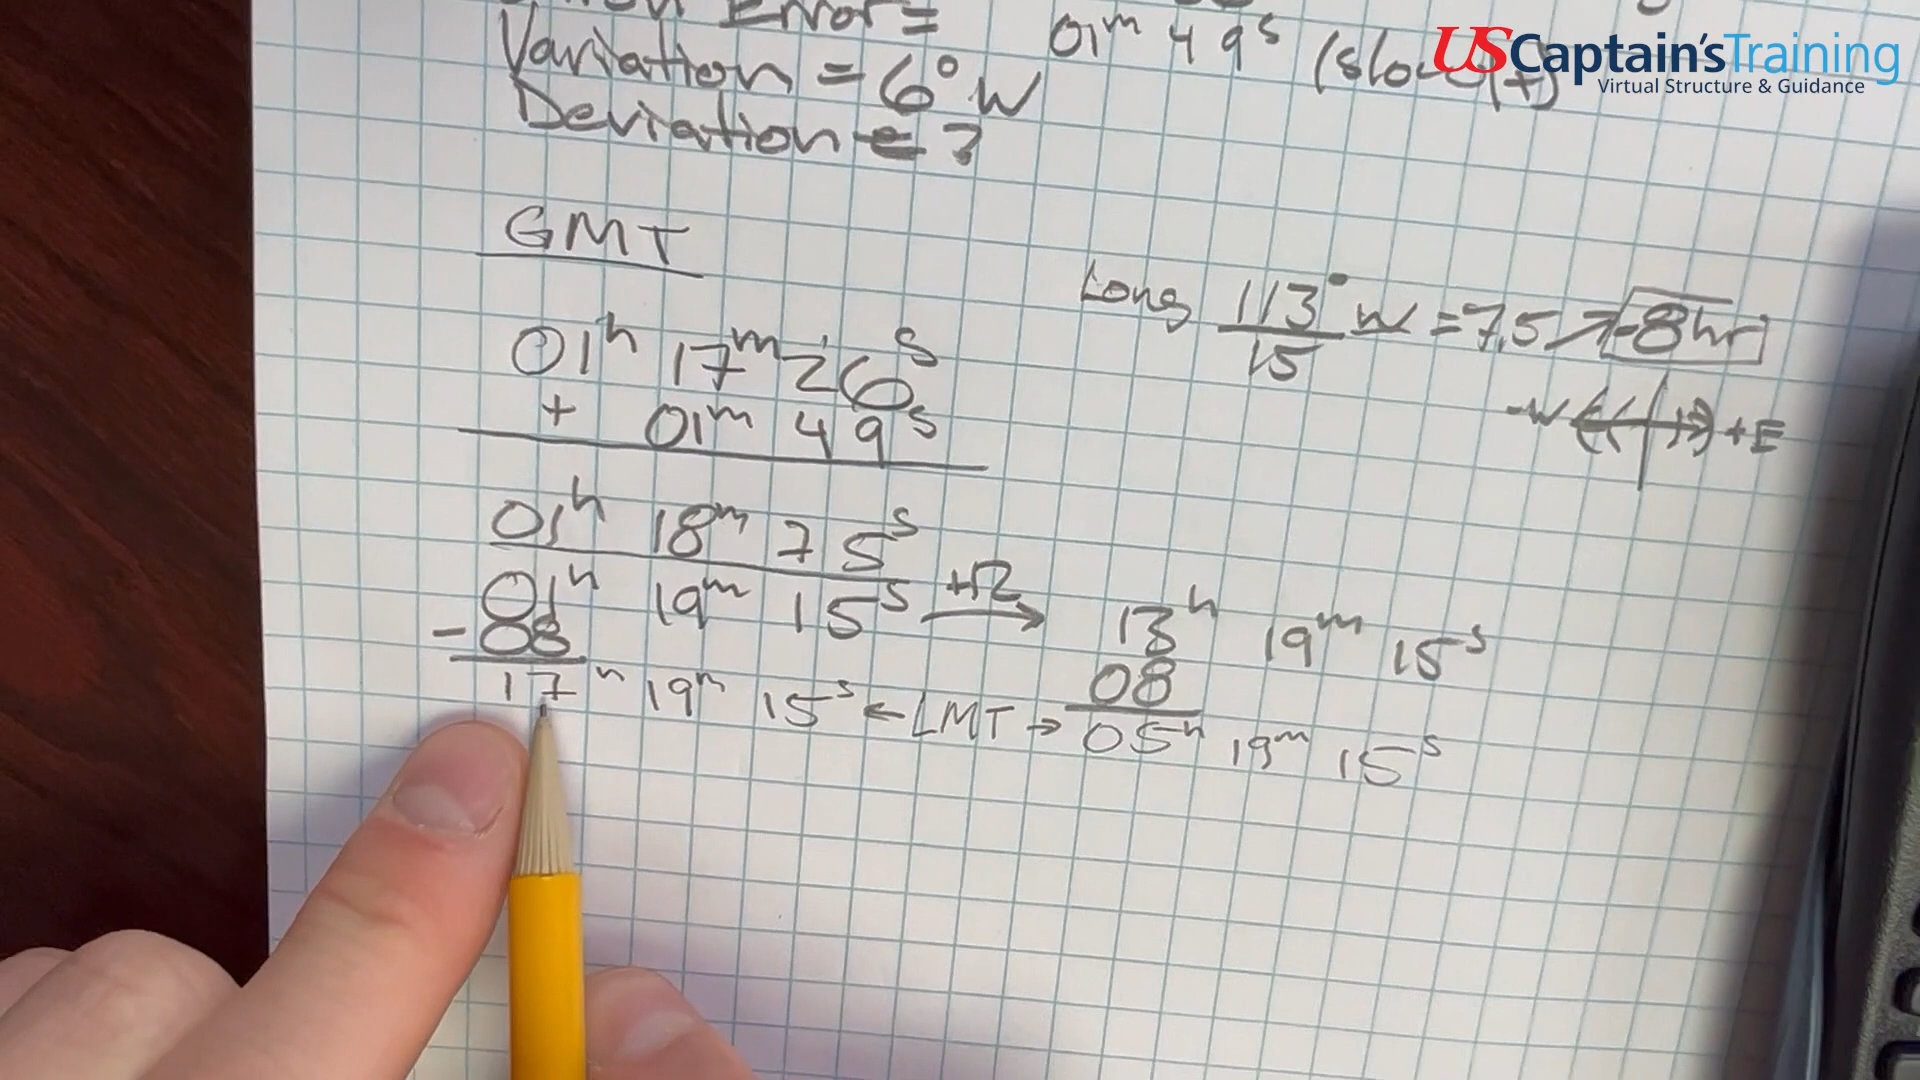 Error =
01ᵐ 49ˢ (slow) (+)
USCaptain'sTraining
Virtual Structure & Guidance
Variation = 6° W
Deviation = ?
GMT
Long 113° W / 15 = 7.5 → -8hr
-W +E
01ʰ 17ᵐ 26ˢ
+ 01ᵐ 49ˢ
01ʰ 18ᵐ 75ˢ
01ʰ 19ᵐ 15ˢ +12 → 13ʰ 19ᵐ 15ˢ
-08 08
17ʰ 19ᵐ 15ˢ ← LMT → 05ʰ 19ᵐ 15ˢ